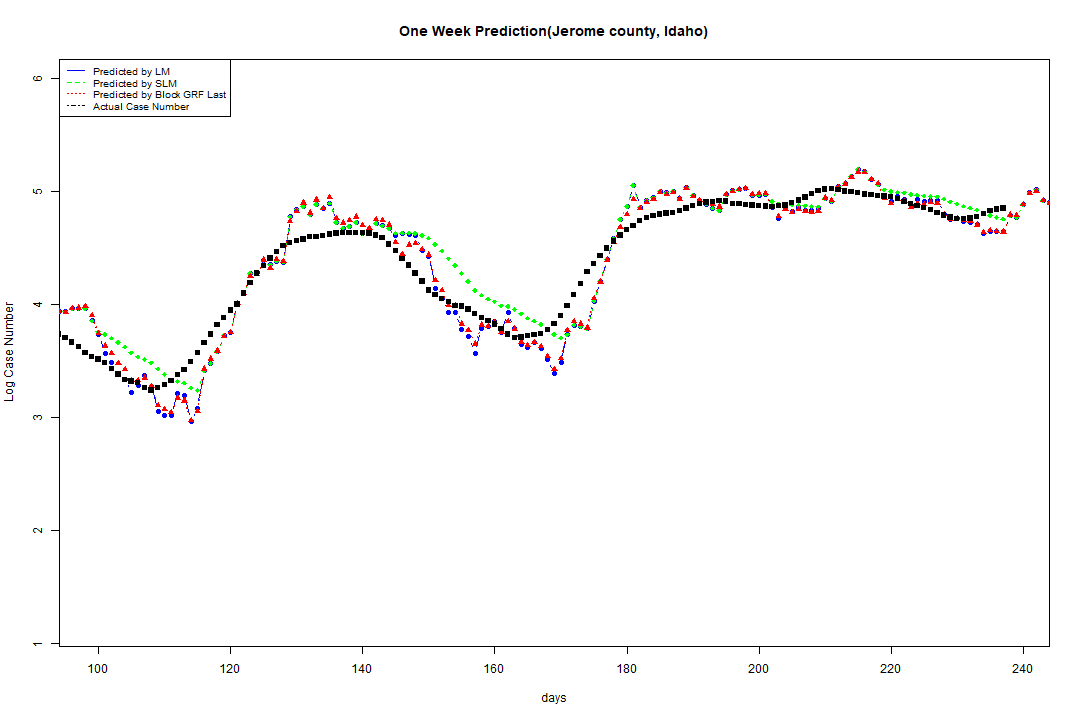 One Week Prediction(Jerome county, Idaho)
Predicted by LM
Predicted by SLM
Predicted by Block GRF Last
Actual Case Number
6
5
4
3
2
1
Log Case Number
100 120 140 160 180 200 220 240
days